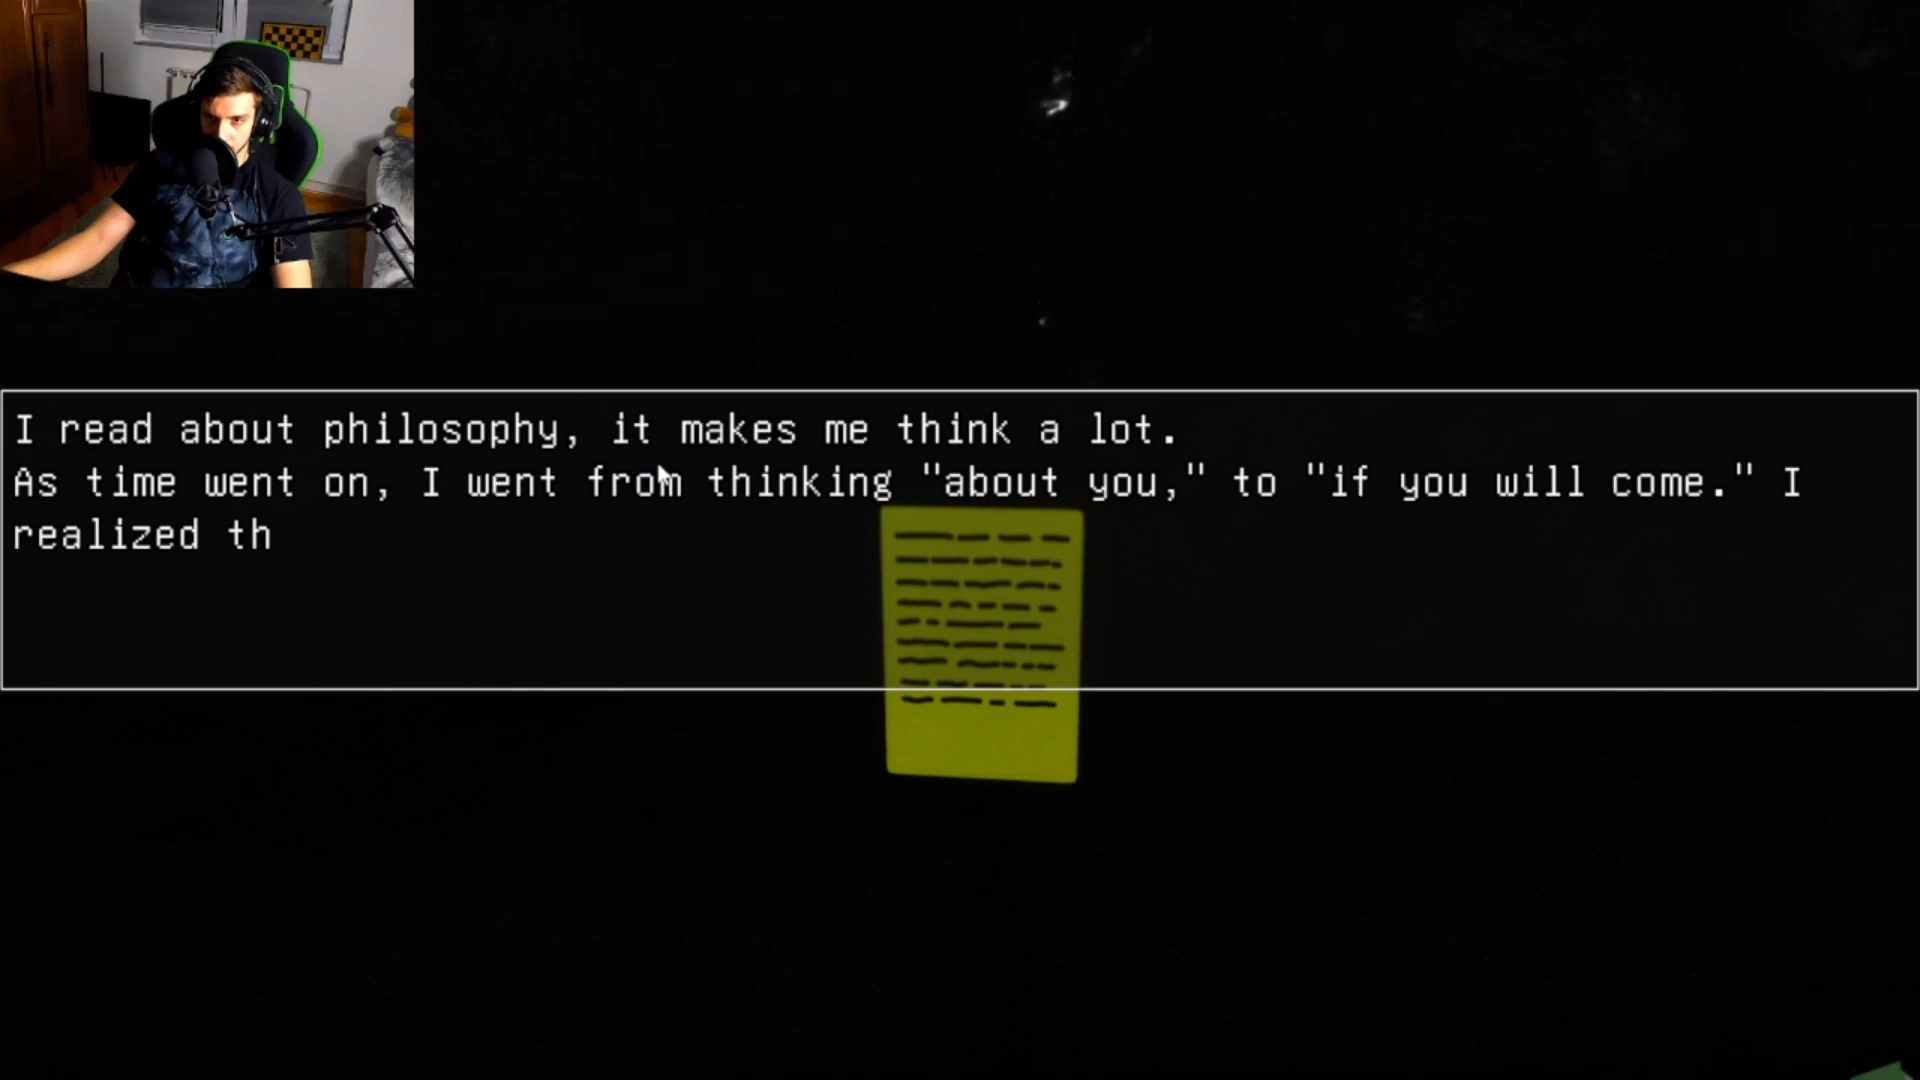 I read about philosophy, it makes me think a lot.
As time went on, I went from thinking "about you," to "if you will come." I
realized th